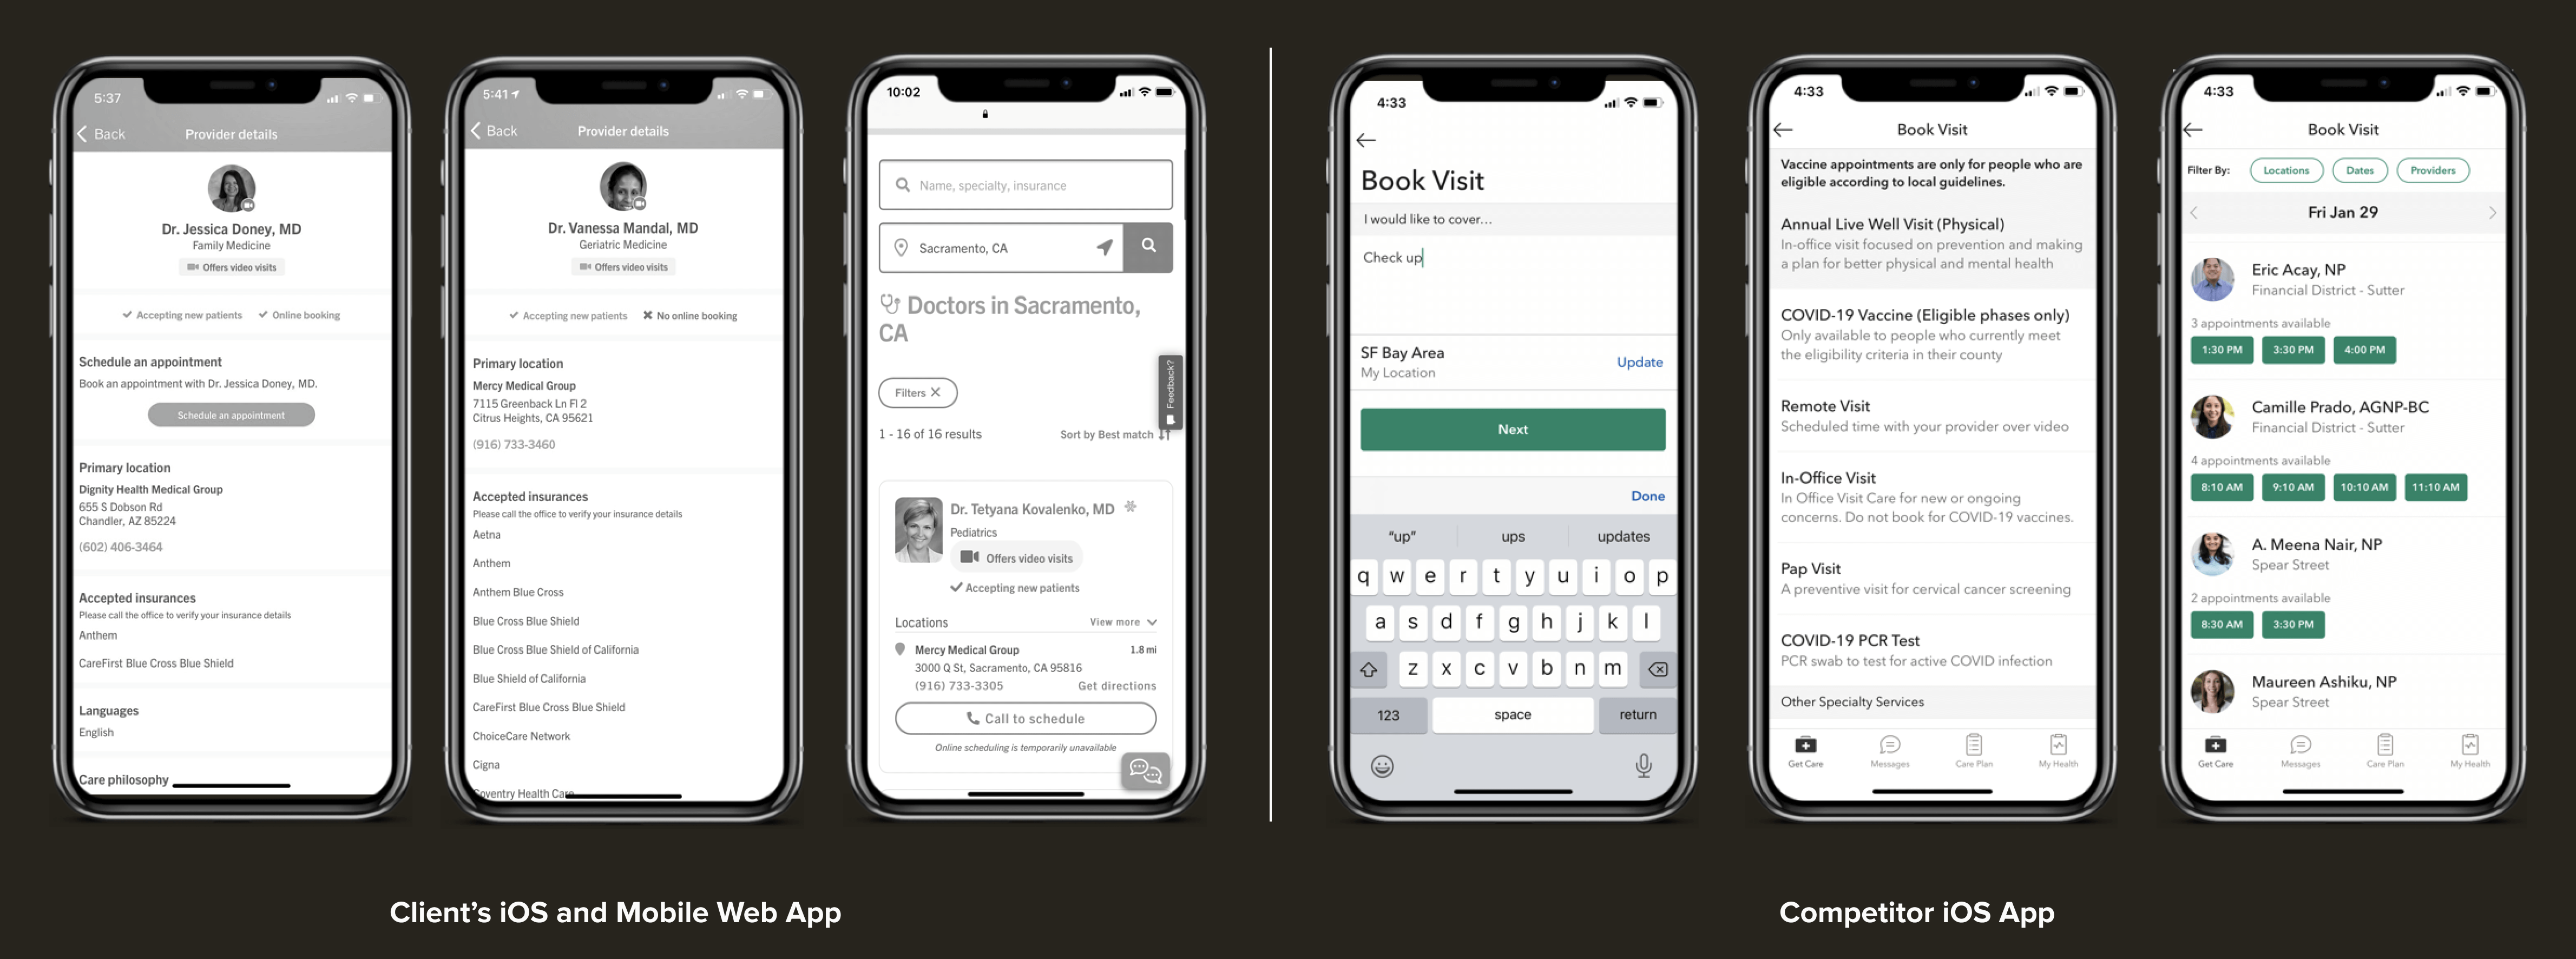 5:37
Back
Provider details
Dr. Jessica Doney, MD
Family Medicine
Offers video visits
Accepting new patients
Online booking
Schedule an appointment
Book an appointment with Dr. Jessica Doney, MD.
Schedule an appointment
Primary location
Dignity Health Medical Group
655 S Dobson Rd
Chandler, AZ 85224
(602) 406-3464
Accepted insurances
Please call the office to verify your insurance details
Anthem
CareFirst Blue Cross Blue Shield
Languages
English
Care philosophy
5:41
Back
Provider details
Dr. Vanessa Mandal, MD
Geriatric Medicine
Offers video visits
Accepting new patients
No online booking
Primary location
Mercy Medical Group
7115 Greenback Ln Fl 2
Citrus Heights, CA 95621
(916) 733-3460
Accepted insurances
Please call the office to verify your insurance details
Aetna
Anthem
Anthem Blue Cross
Blue Cross Blue Shield
Blue Cross Blue Shield of California
Blue Shield of California
CareFirst Blue Cross Blue Shield
ChoiceCare Network
Cigna
Coventry Health Care
10:02
Name, specialty, insurance
Sacramento, CA
Doctors in Sacramento,
CA
Feedback?
Filters
1 - 16 of 16 results
Sort by Best match
Dr. Tetyana Kovalenko, MD
Pediatrics
Offers video visits
Accepting new patients
Locations
View more
Mercy Medical Group
1.8 mi
3000 Q St, Sacramento, CA 95816
(916) 733-3305
Get directions
Call to schedule
Online scheduling is temporarily unavailable
Client's iOS and Mobile Web App
4:33
Book Visit
I would like to cover...
Check up
SF Bay Area
My Location
Update
Next
Done
"up" ups updates
q w e r t y u i o p
a s d f g h j k l
z x c v b n m
123 space return
4:33
Book Visit
Vaccine appointments are only for people who are
eligible according to local guidelines.
Annual Live Well Visit (Physical)
In-office visit focused on prevention and making
a plan for better physical and mental health
COVID-19 Vaccine (Eligible phases only)
Only available to people who currently meet
the eligibility criteria in their county
Remote Visit
Scheduled time with your provider over video
In-Office Visit
In Office Visit Care for new or ongoing
concerns. Do not book for COVID-19 vaccines.
Pap Visit
A preventive visit for cervical cancer screening
COVID-19 PCR Test
PCR swab to test for active COVID infection
Other Specialty Services
Get Care Messages Care Plan My Health
4:33
Book Visit
Filter By: Locations Dates Providers
Fri Jan 29
Eric Acay, NP
Financial District - Sutter
3 appointments available
1:30 PM 3:30 PM 4:00 PM
Camille Prado, AGNP-BC
Financial District - Sutter
4 appointments available
8:10 AM 9:10 AM 10:10 AM 11:10 AM
A. Meena Nair, NP
Spear Street
2 appointments available
8:30 AM 3:30 PM
Maureen Ashiku, NP
Spear Street
Get Care Messages Care Plan My Health
Competitor iOS App